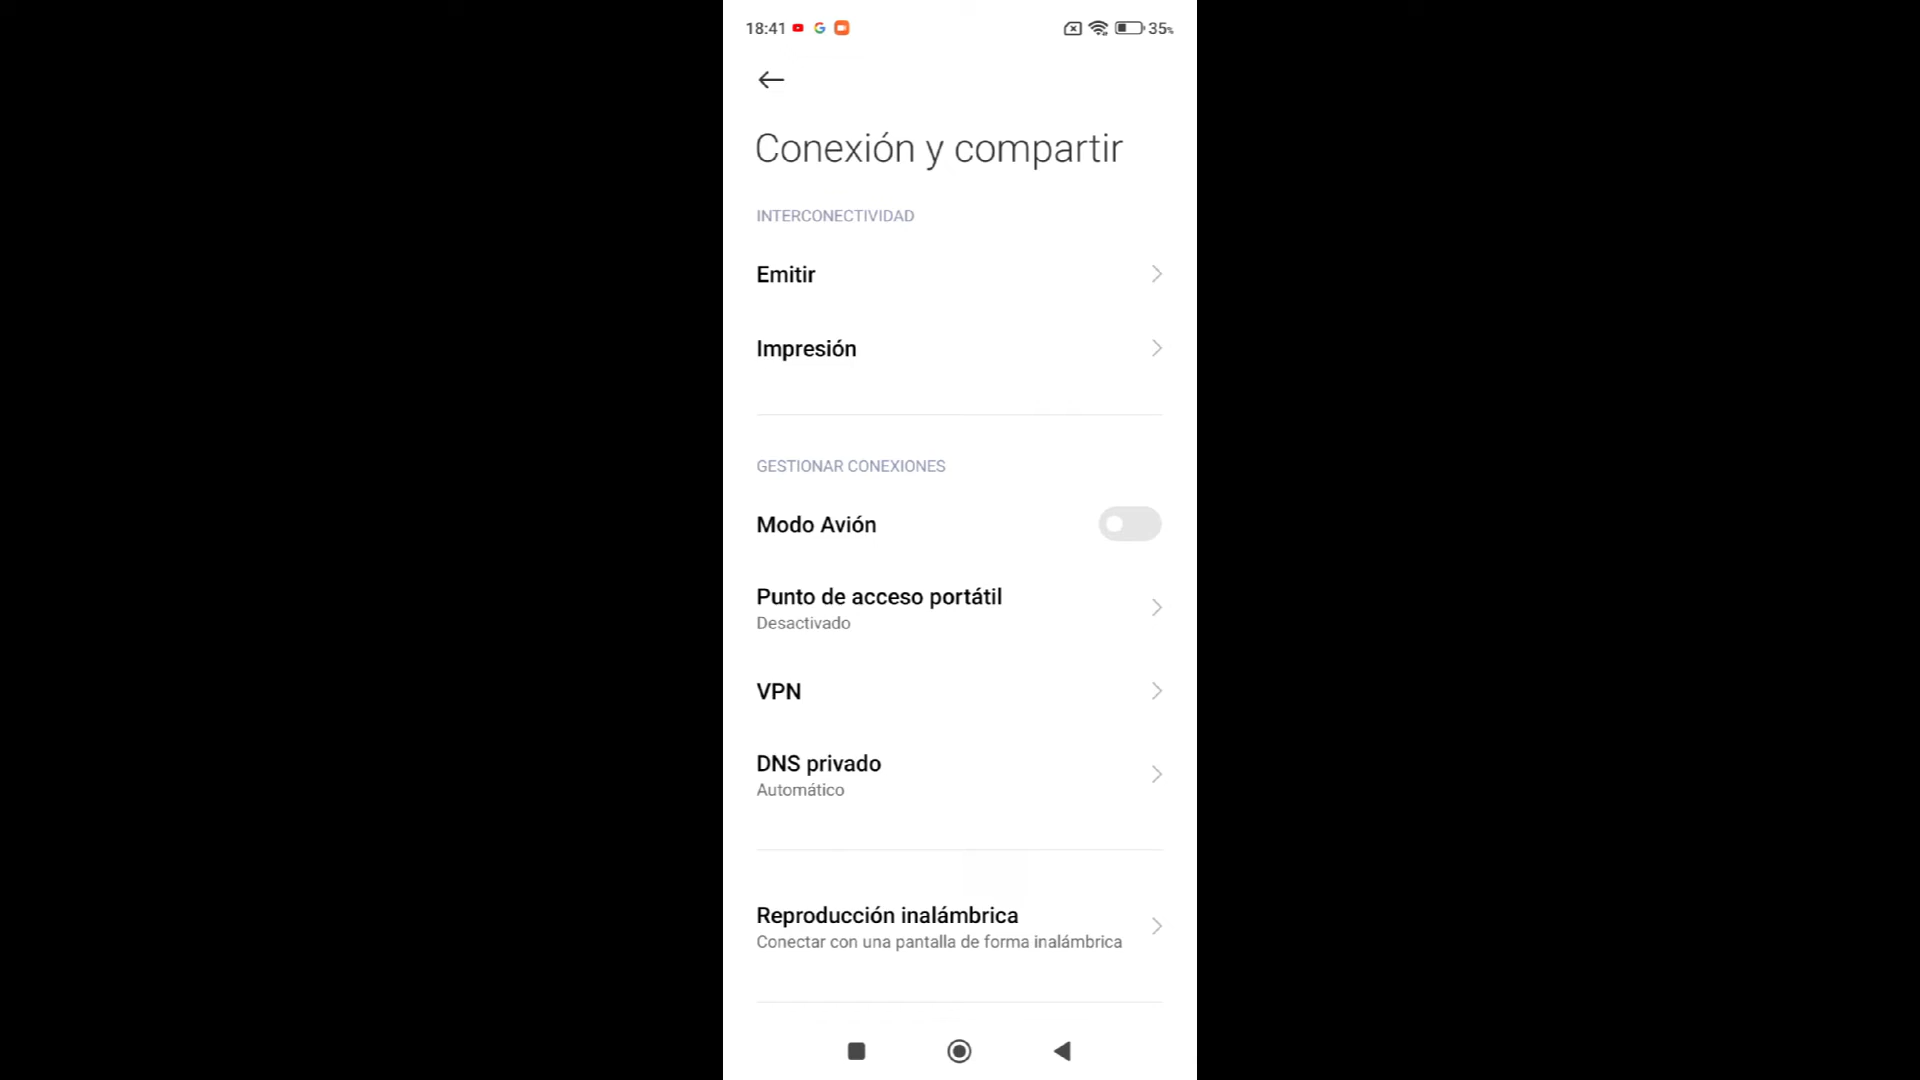 18:41
35%
Conexión y compartir
INTERCONECTIVIDAD
Emitir
Impresión
GESTIONAR CONEXIONES
Modo Avión
Punto de acceso portátil
Desactivado
VPN
DNS privado
Automático
Reproducción inalámbrica
Conectar con una pantalla de forma inalámbrica